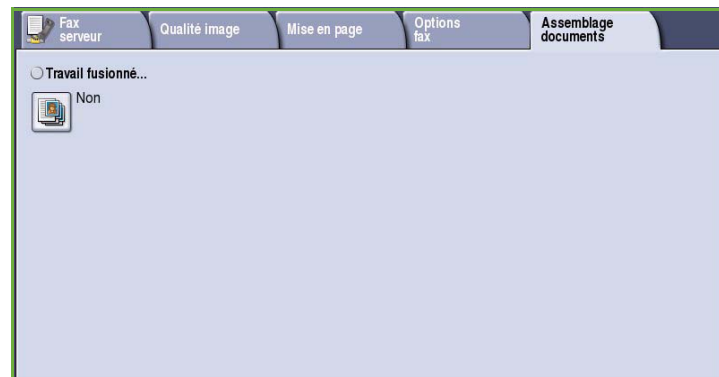 Fax
serveur
Qualité image
Mise en page
Options
fax
Assemblage
documents
Travail fusionné...
Non